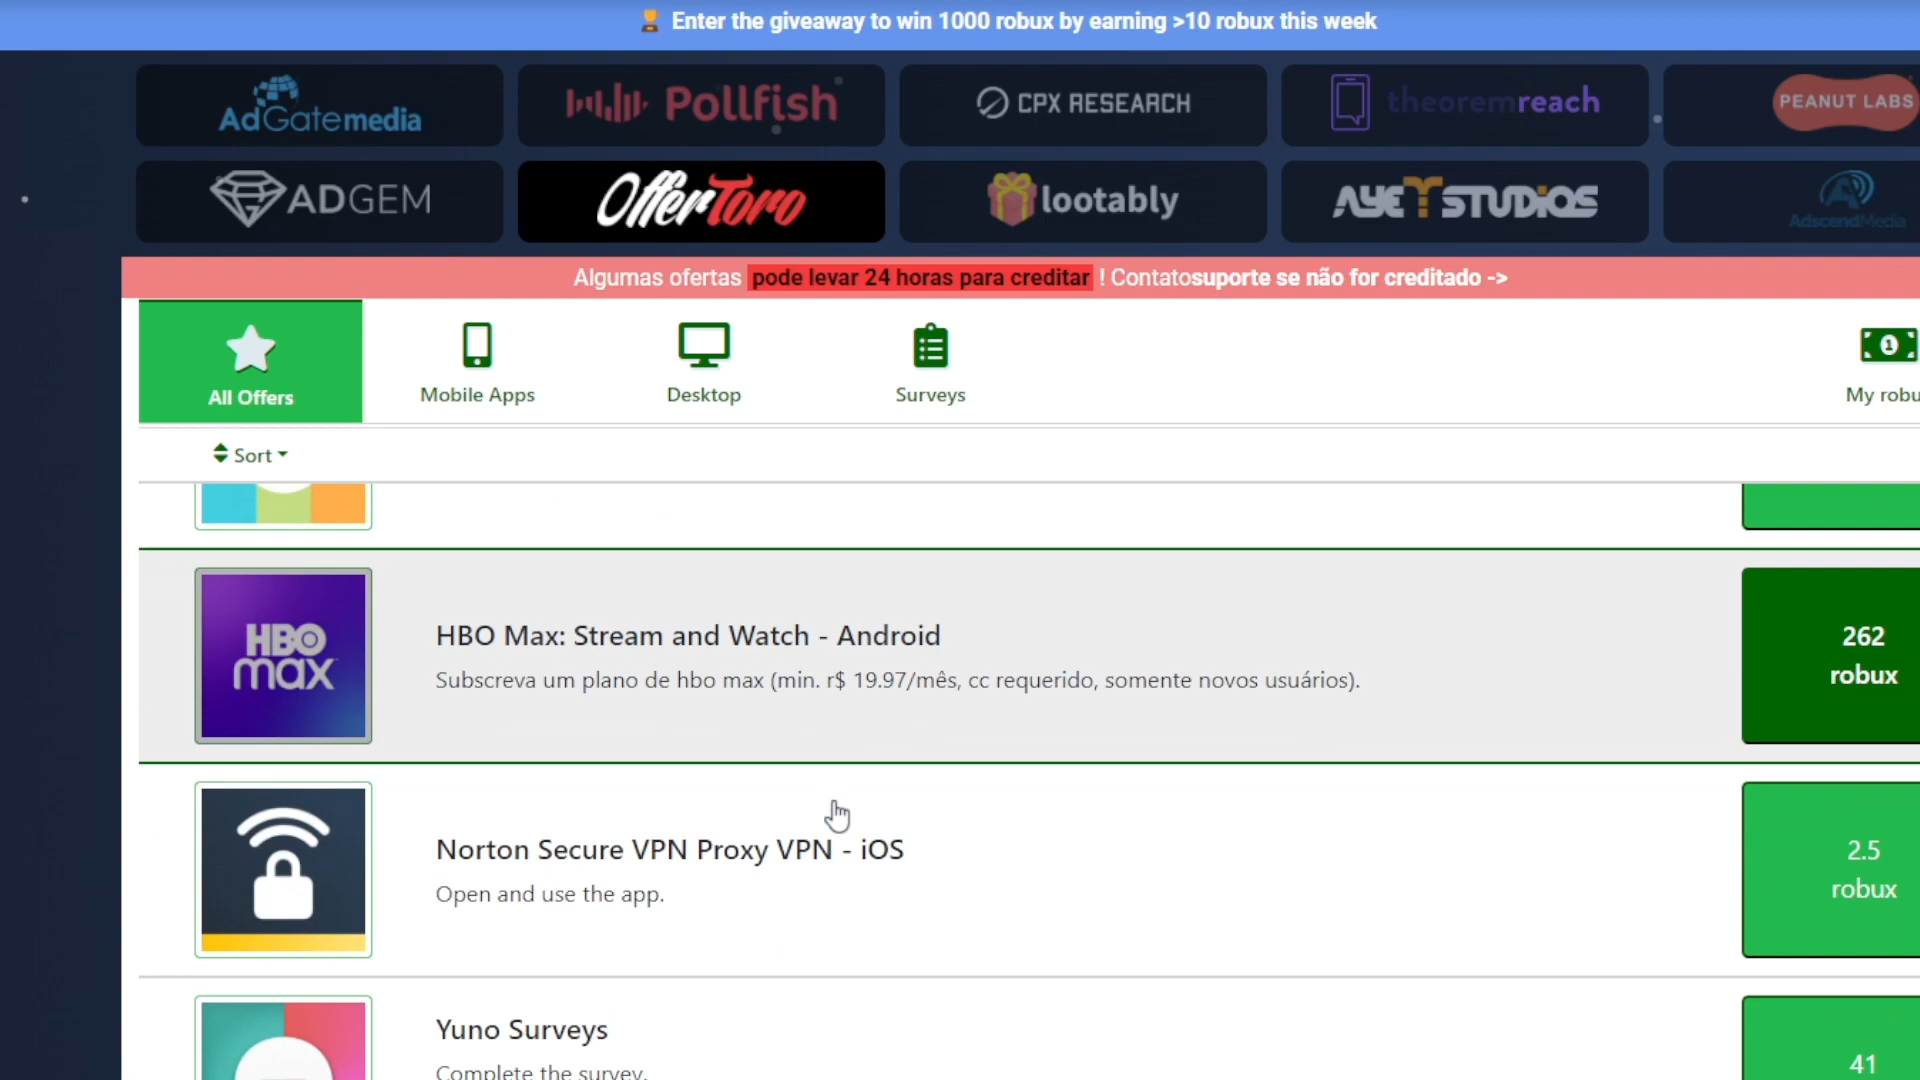 Enter the giveaway to win 1000 robux by earning >10 robux this week
AdGatemedia
Pollfish
CPX RESEARCH
theoremreach
PEANUT LABS
ADGEM
OfferToro
lootably
AYET STUDIOS
AdscendMedia
Algumas ofertas pode levar 24 horas para creditar ! Contatosuporte se não for creditado ->
All Offers
Mobile Apps
Desktop
Surveys
My robu
Sort
HBO
max
HBO Max: Stream and Watch - Android
Subscreva um plano de hbo max (min. r$ 19.97/mês, cc requerido, somente novos usuários).
262
robux
Norton Secure VPN Proxy VPN - iOS
Open and use the app.
2.5
robux
Yuno Surveys
Complete the survey.
41